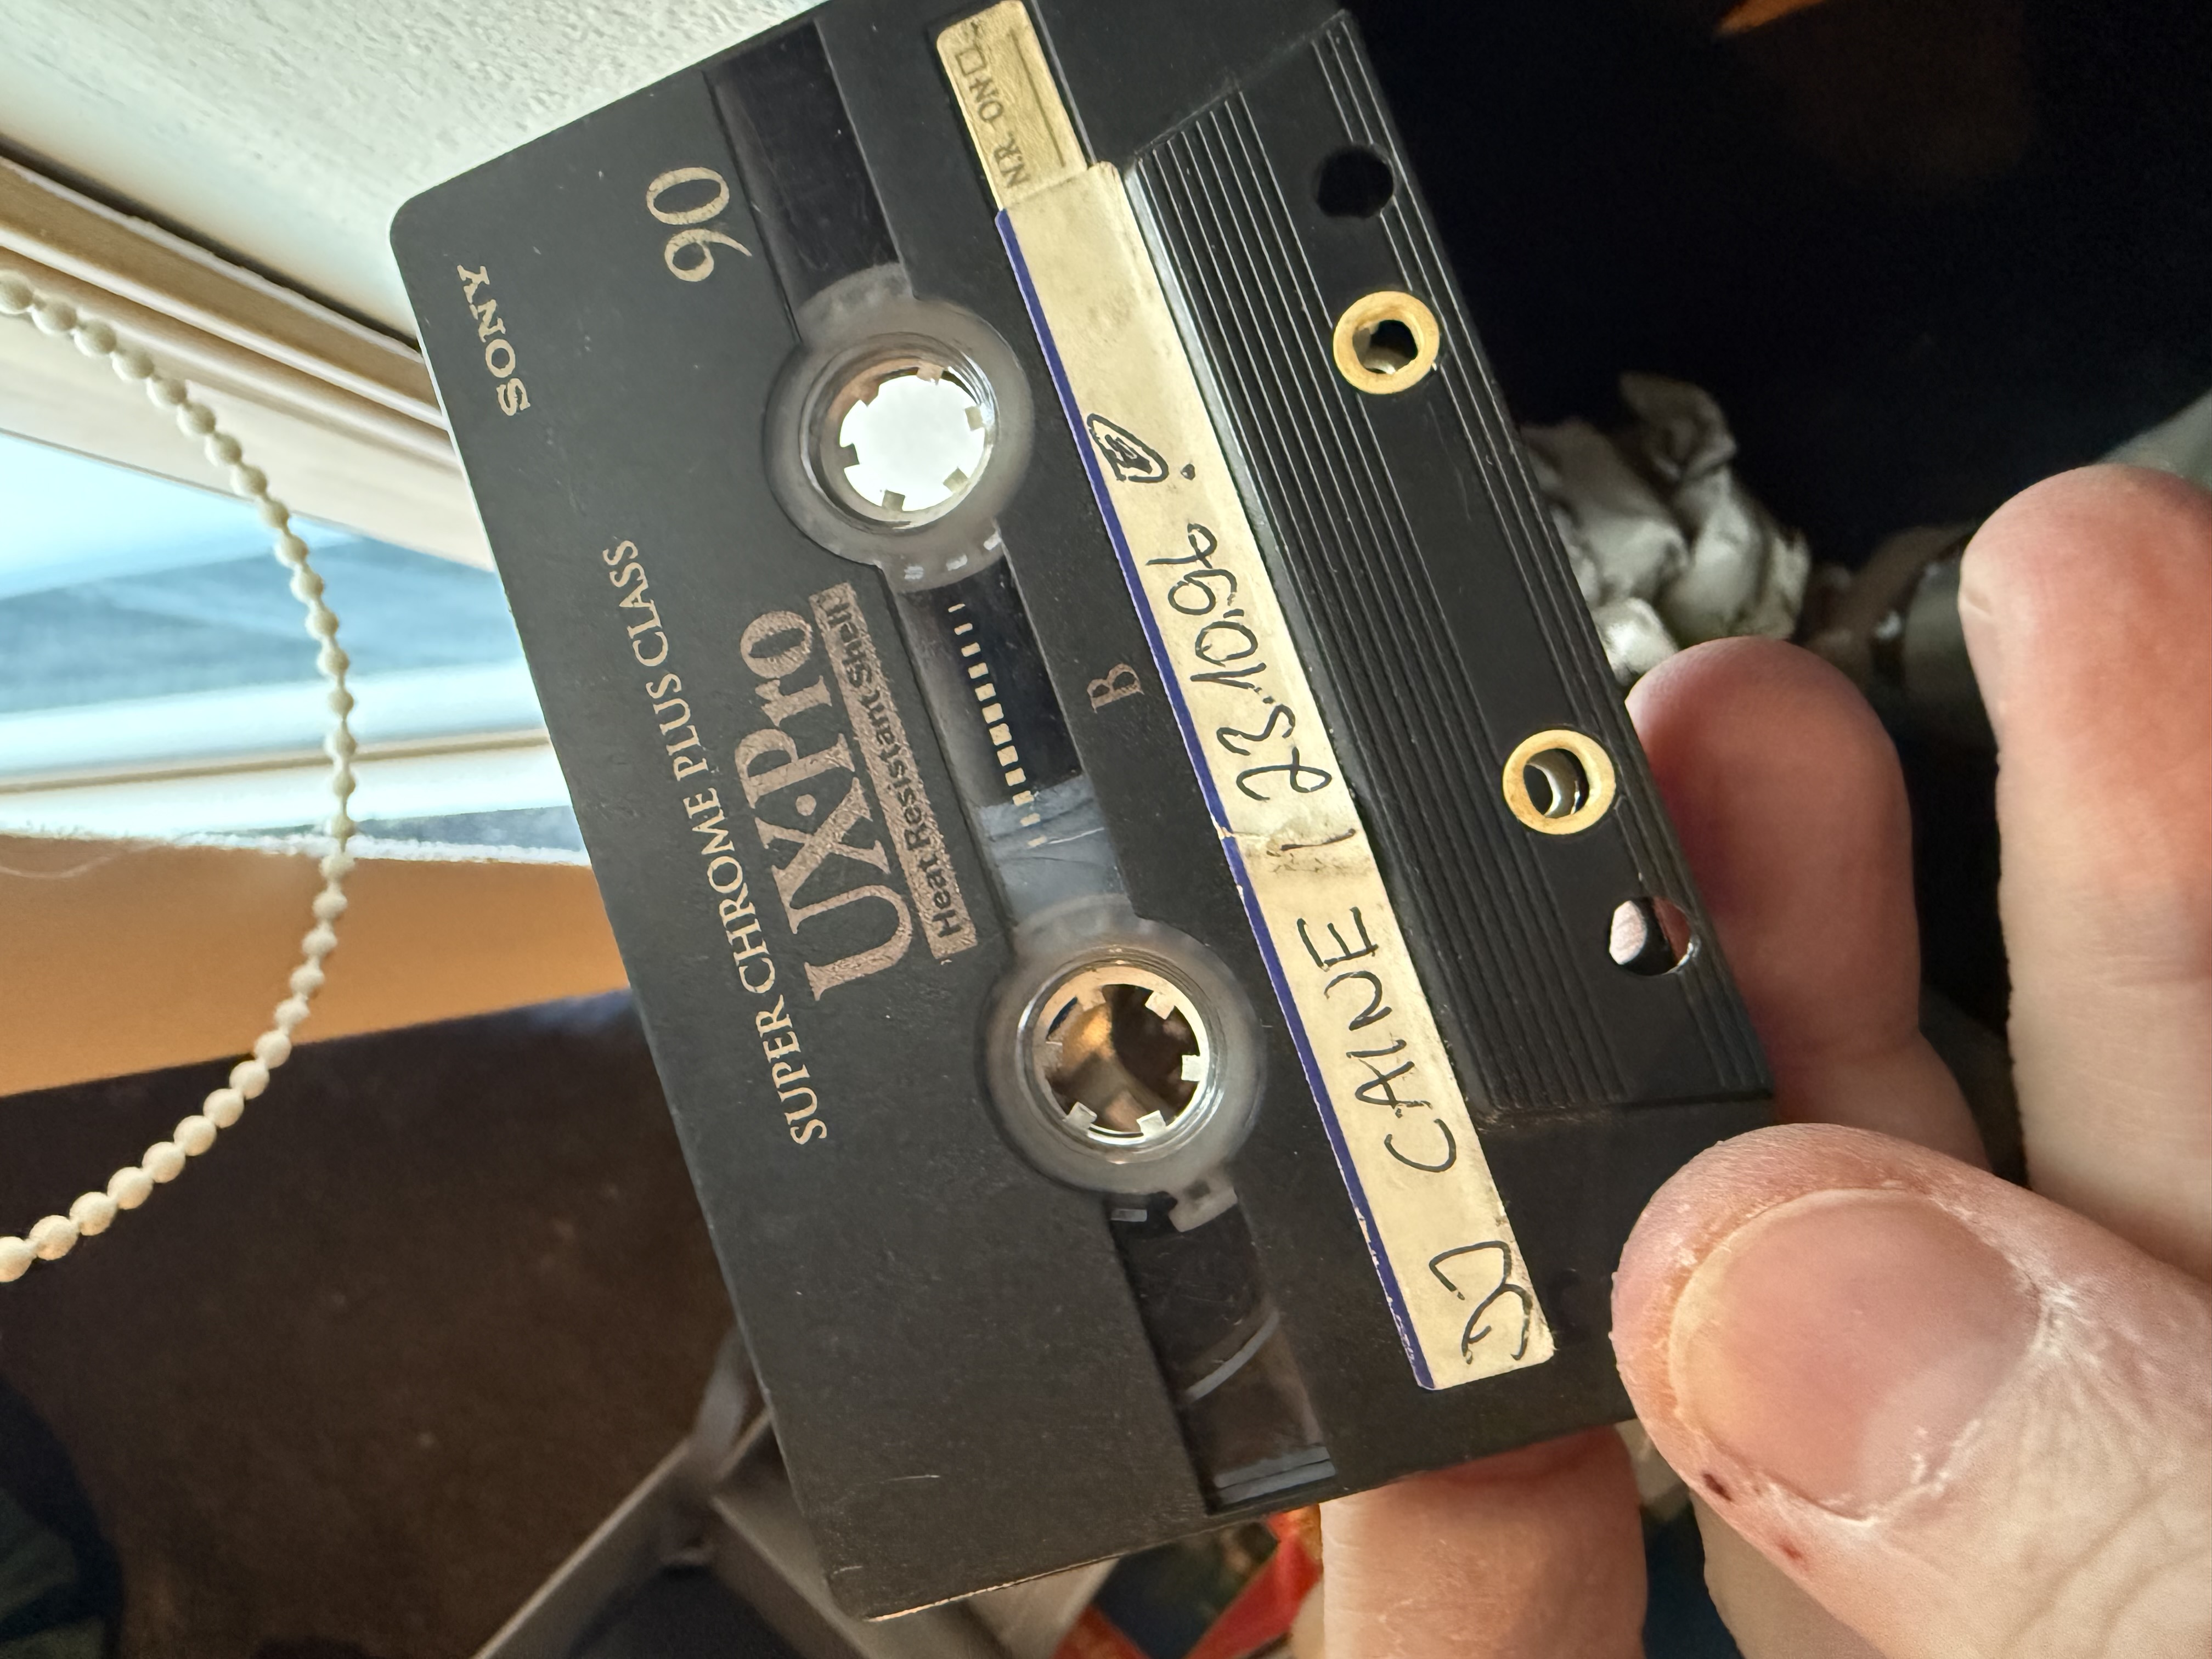 SONY
90
SUPER CHROME PLUS CLASS
UX·Pro
Heat Resistant Shell
B
N.R. ON
DJ CAINE | 23.10.96.